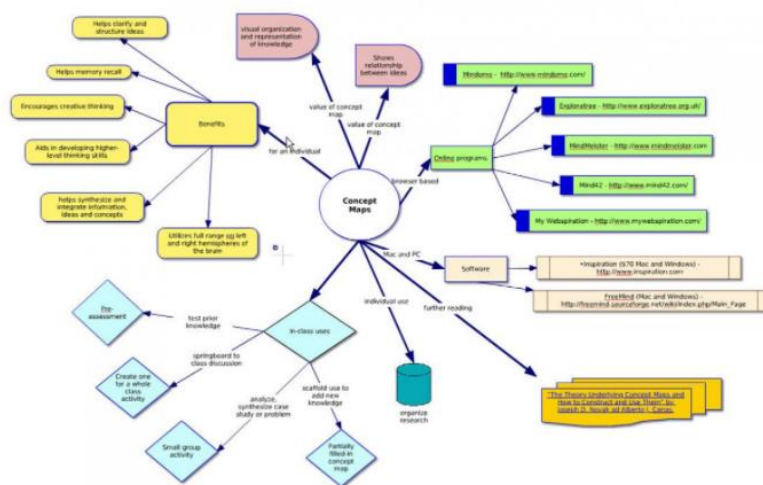 Helps clarify and
structure ideas
Helps memory recall
Encourages creative thinking
Aids in developing higher-
level thinking skills
helps synthesize and
integrate information,
ideas and concepts
Utilizes full range og left
and right hemispheres of
the brain
Benefits
for an individual
visual organization
and representation
of knowledge
value of concept
map
Shows
relationship
between ideas
value of concept
map
Concept
Maps
browser based
Online programs.
Mindomo - http://www.mindomo.com/
Exploratree - http://www.exploratree.org.uk/
MindMeister - http://www.mindmeister.com
Mind42 - http://www.mind42.com/
My Webspiration - http://www.mywebspiration.com/
Mac and PC
Software
•Inspiration ($70 Mac and Windows) -
http://www.inspiration.com
FreeMind (Mac and Windows) -
http://freemind.sourceforge.net/wiki/index.php/Main_Page
further reading
"The Theory Underlying Concept Maps and
How to Construct and Use Them" by
Joseph D. Novak ad Alberto J. Canas.
individual use
organize
research
In-class uses
test prior
knowledge
Pre-
assessment
springboard to
class discussion
Create one
for a whole
class
activity
analyze,
synthesize case
study or problem
Small group
activity
scaffold use to
add new
knowledge
Partially
filled-in
concept
map